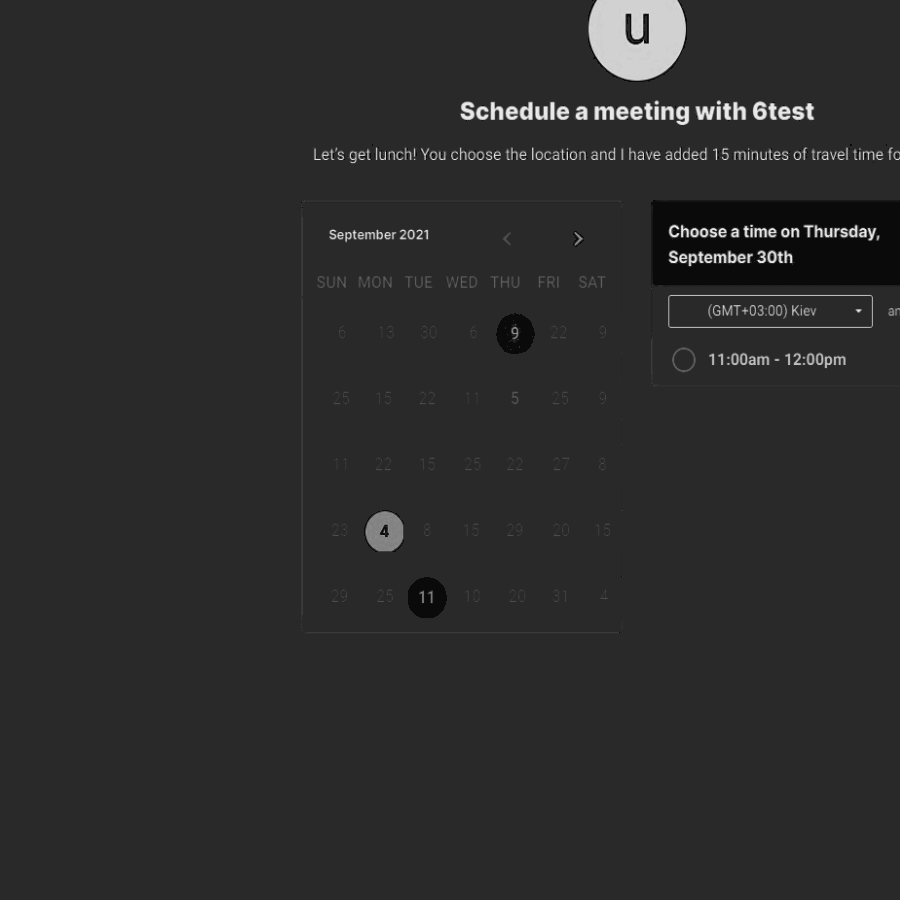 u
Schedule a meeting with 6test
Let's get lunch! You choose the location and I have added 15 minutes of travel time fo
September 2021
SUN MON TUE WED THU FRI SAT
6 13 30 6 9 22 9
25 15 22 11 5 25 9
11 22 15 25 22 27 8
23 4 8 15 29 20 15
29 25 11 10 20 31 4
Choose a time on Thursday,
September 30th
(GMT+03:00) Kiev an
11:00am - 12:00pm